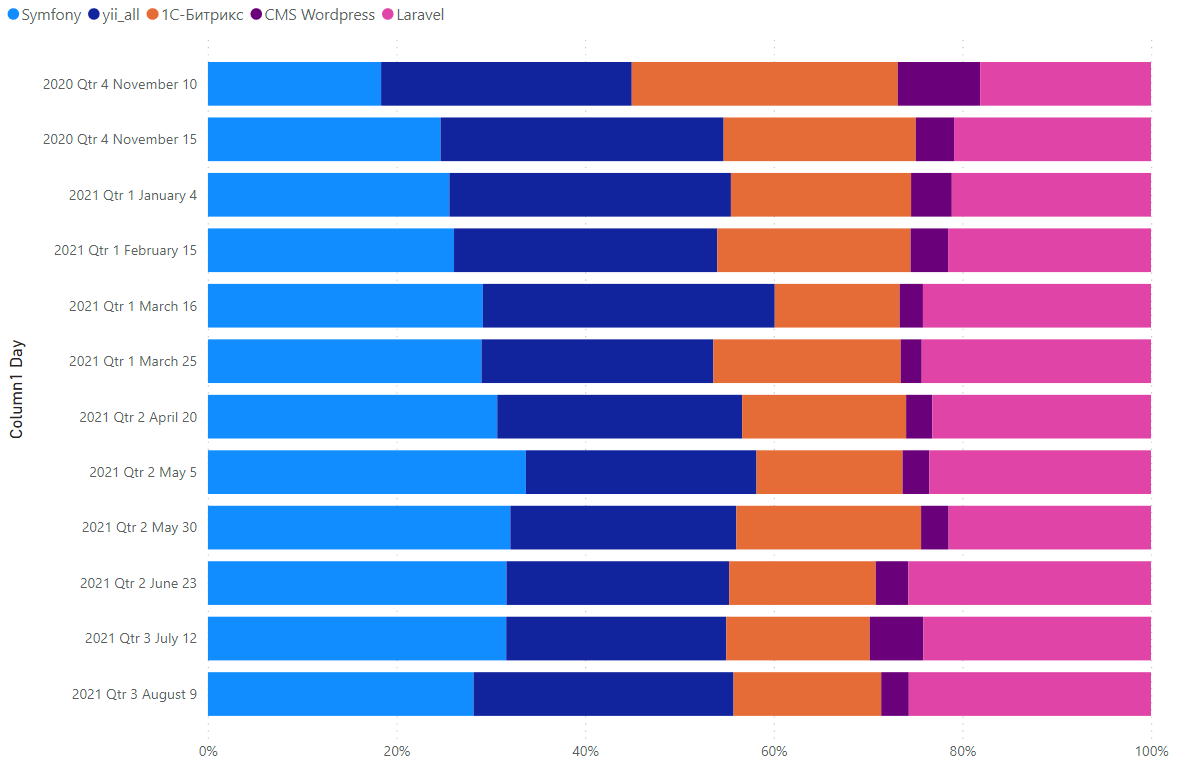 Symfony yii_all 1С-Битрикс CMS Wordpress Laravel
2020 Qtr 4 November 10
2020 Qtr 4 November 15
2021 Qtr 1 January 4
2021 Qtr 1 February 15
2021 Qtr 1 March 16
2021 Qtr 1 March 25
2021 Qtr 2 April 20
2021 Qtr 2 May 5
2021 Qtr 2 May 30
2021 Qtr 2 June 23
2021 Qtr 3 July 12
2021 Qtr 3 August 9
Column1 Day
0% 20% 40% 60% 80% 100%